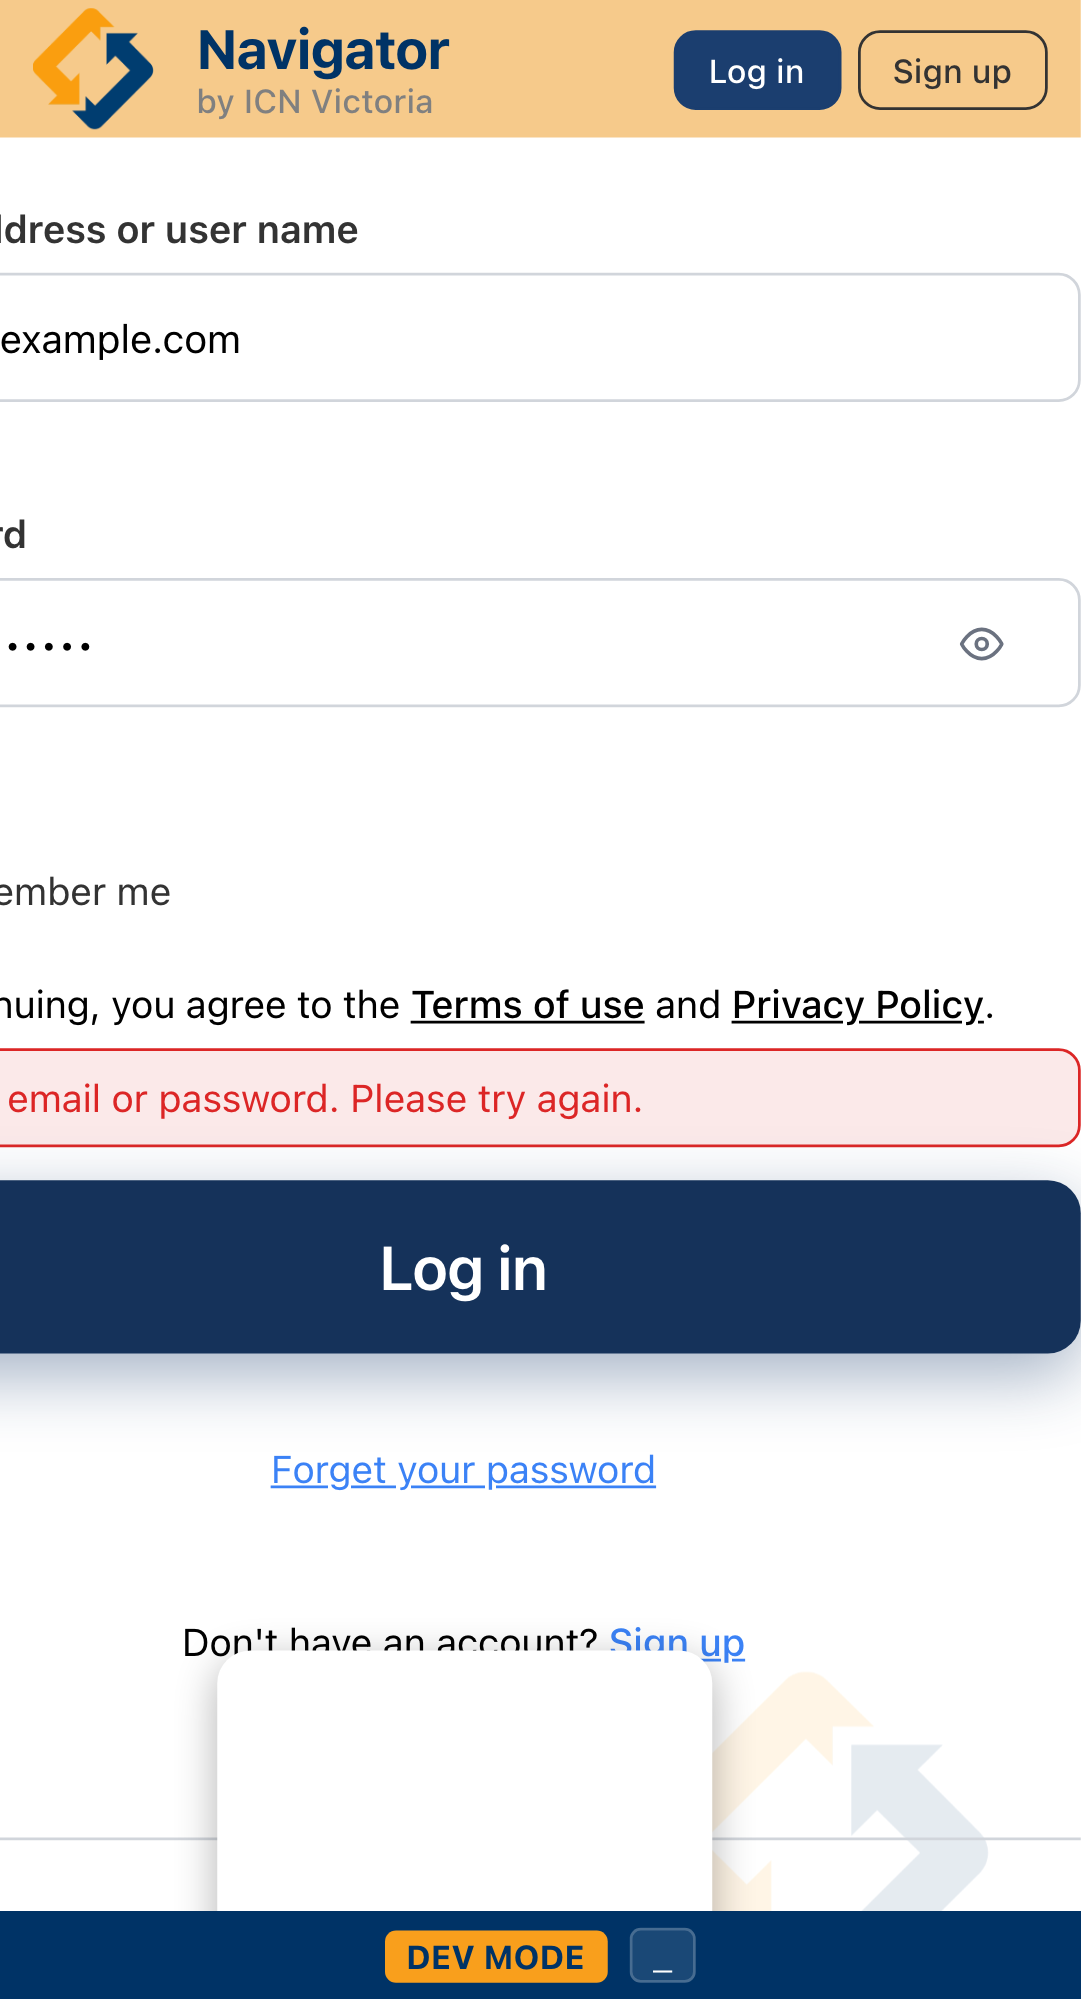 Navigator
by ICN Victoria
Log in
Sign up
ddress or user name
example.com
rd
ember me
nuing, you agree to the Terms of use and Privacy Policy.
email or password. Please try again.
Log in
Forget your password
Don't have an account? Sign up
DEV MODE
_